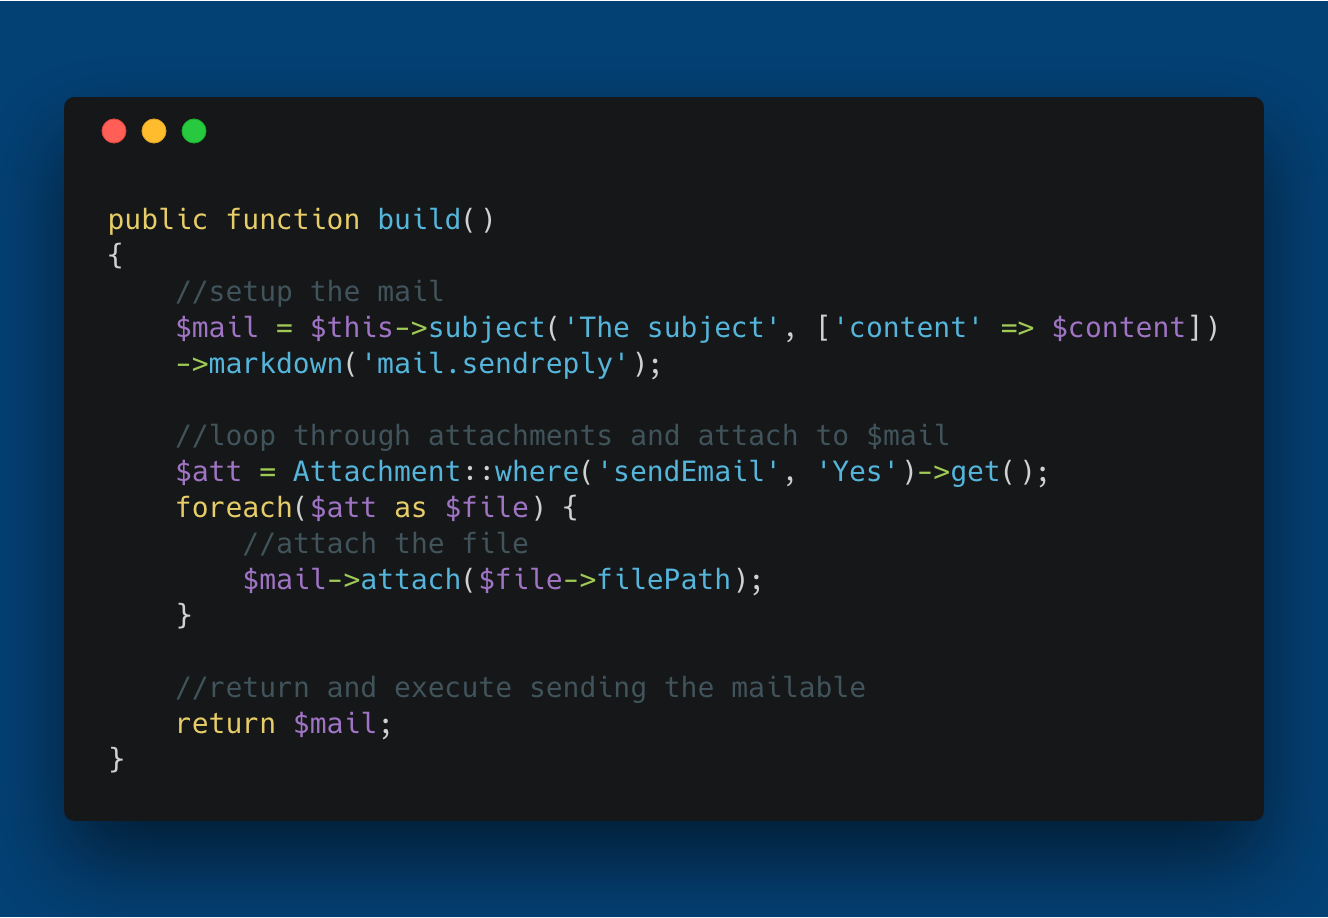 public function build()
{
    //setup the mail
    $mail = $this->subject('The subject', ['content' => $content])
    ->markdown('mail.sendreply');

    //loop through attachments and attach to $mail
    $att = Attachment::where('sendEmail', 'Yes')->get();
    foreach($att as $file) {
        //attach the file
        $mail->attach($file->filePath);
    }

    //return and execute sending the mailable
    return $mail;
}